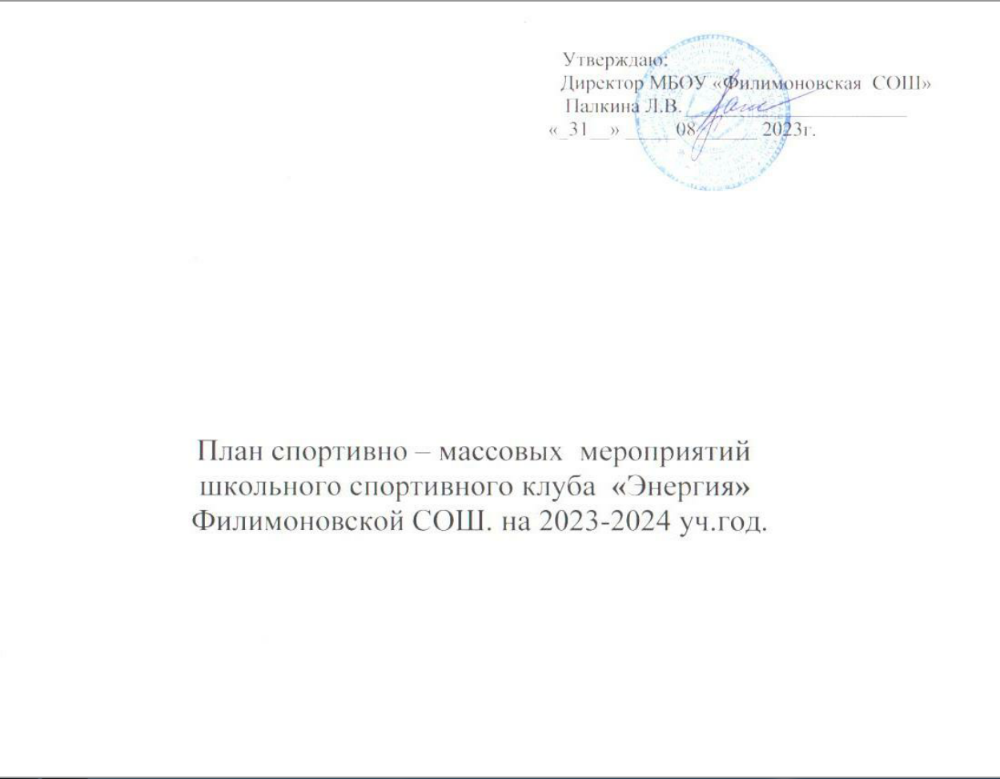 Утверждаю:
Директор МБОУ «Филимоновская СОШ»
Палкина Л.В. ______________________
«_31__» _____08______ 2023г.
План спортивно – массовых мероприятий
школьного спортивного клуба «Энергия»
Филимоновской СОШ. на 2023-2024 уч.год.